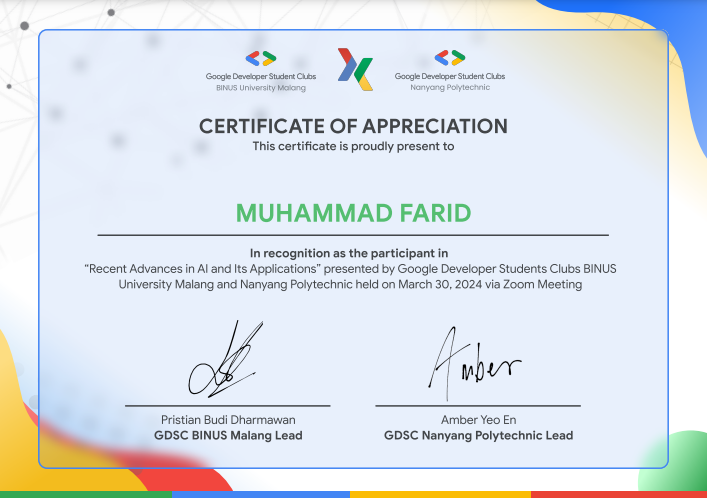 Google Developer Student Clubs
BINUS University Malang
Google Developer Student Clubs
Nanyang Polytechnic
CERTIFICATE OF APPRECIATION
This certificate is proudly present to
MUHAMMAD FARID
In recognition as the participant in
“Recent Advances in AI and Its Applications” presented by Google Developer Students Clubs BINUS
University Malang and Nanyang Polytechnic held on March 30, 2024 via Zoom Meeting
Amber
Pristian Budi Dharmawan
GDSC BINUS Malang Lead
Amber Yeo En
GDSC Nanyang Polytechnic Lead